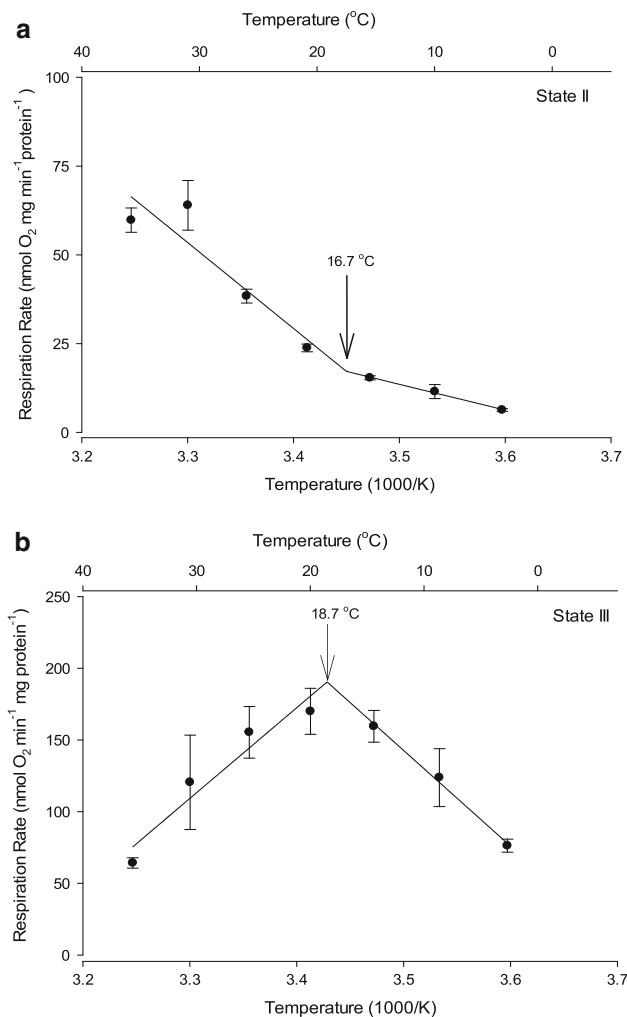 a
Temperature (°C)
40 30 20 10 0
100
State II
75
50
25
0
16.7 °C
Respiration Rate (nmol O₂ mg min⁻¹protein⁻¹)
3.2 3.3 3.4 3.5 3.6 3.7
Temperature (1000/K)
b
Temperature (°C)
40 30 20 10 0
250
18.7 °C
State III
200
150
100
50
0
Respiration Rate (nmol O₂ min⁻¹ mg protein⁻¹)
3.2 3.3 3.4 3.5 3.6 3.7
Temperature (1000/K)